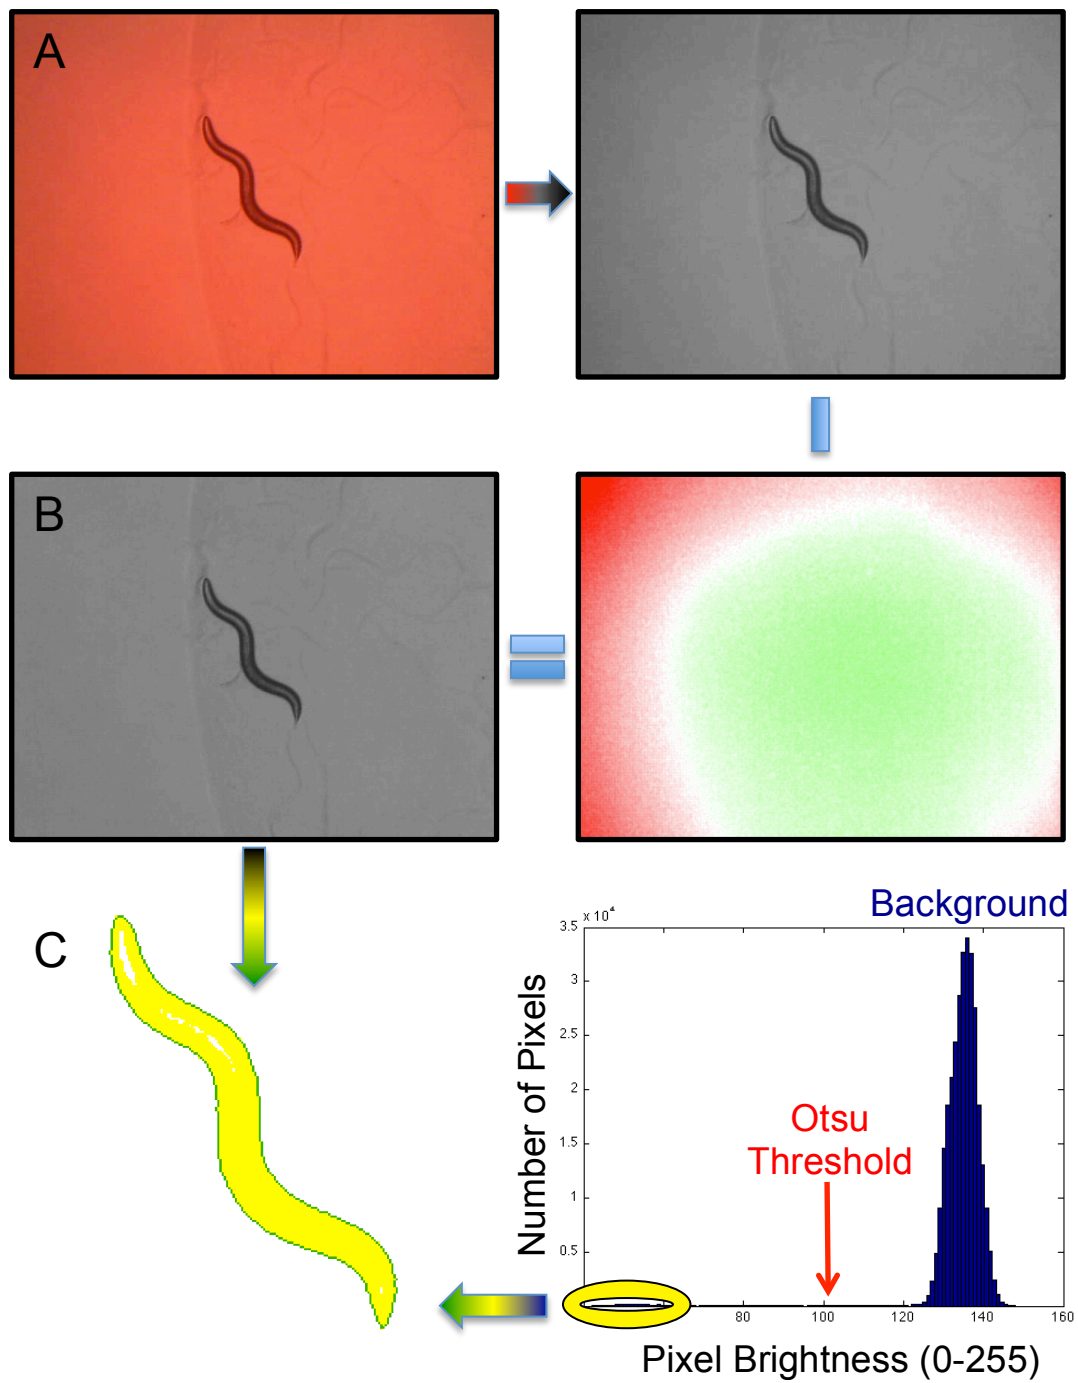 A
B
C
Background
x 10⁴
3.5
3
2.5
2
1.5
1
0.5
Number of Pixels
Otsu
Threshold
80
100
120
140
160
Pixel Brightness (0-255)